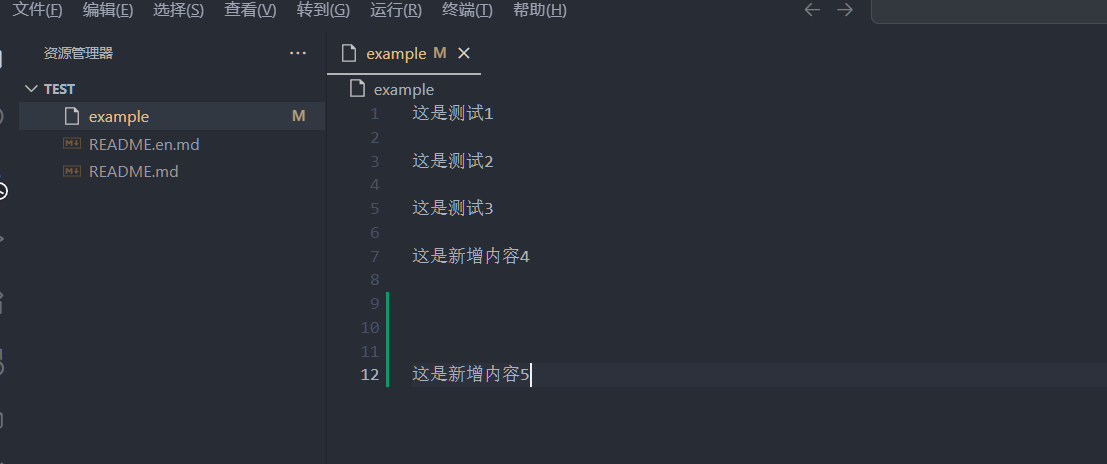 文件(F) 编辑(E) 选择(S) 查看(V) 转到(G) 运行(R) 终端(T) 帮助(H)
资源管理器 ···
TEST
example M
README.en.md
README.md
example M
example
1 这是测试1
2
3 这是测试2
4
5 这是测试3
6
7 这是新增内容4
8
9
10
11
12 这是新增内容5